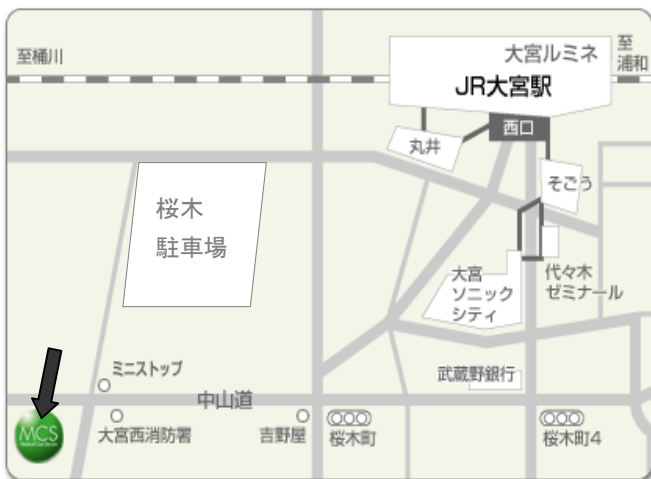 大宮ルミネ
至
浦和
至桶川
JR大宮駅
西口
丸井
そごう
桜木
駐車場
大宮
ソニック
シティ
代々木
ゼミナール
ミニストップ
武蔵野銀行
中山道
MCS
大宮西消防署
吉野屋
桜木町
桜木町4